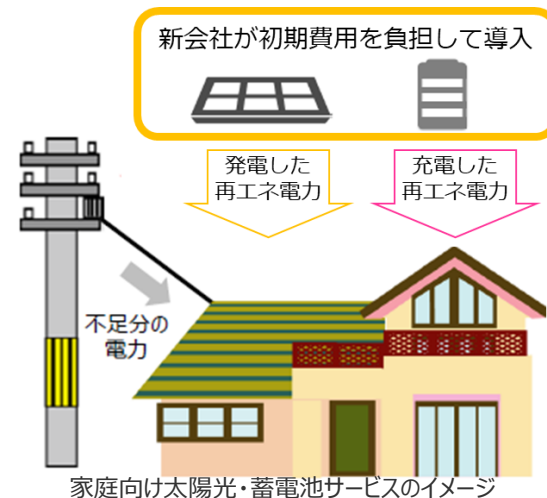 新会社が初期費用を負担して導入
発電した
再エネ電力
充電した
再エネ電力
不足分の
電力
家庭向け太陽光・蓄電池サービスのイメージ